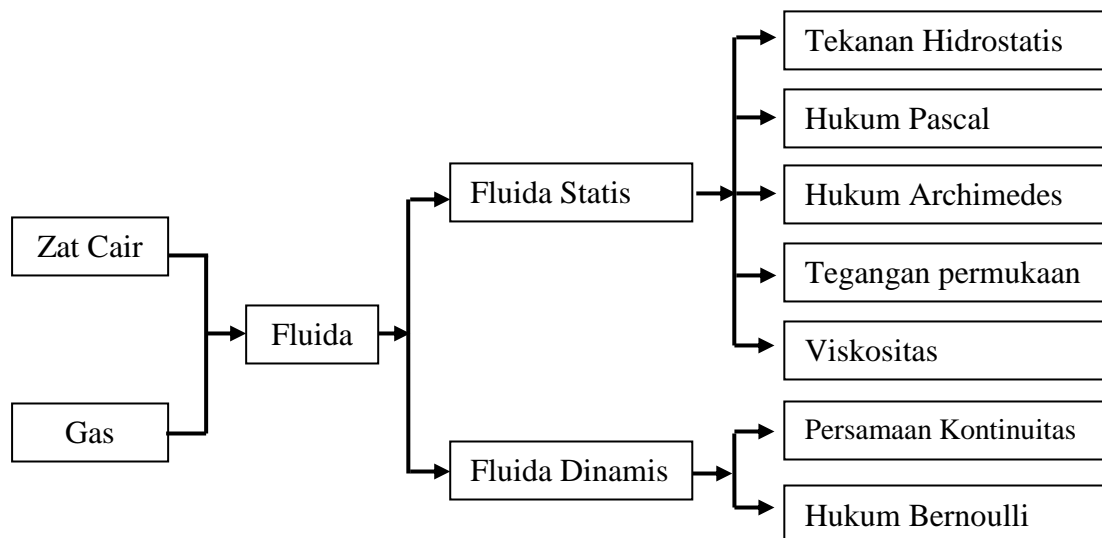 Tekanan Hidrostatis
Hukum Pascal
Fluida Statis
Hukum Archimedes
Zat Cair
Tegangan permukaan
Fluida
Viskositas
Gas
Persamaan Kontinuitas
Fluida Dinamis
Hukum Bernoulli